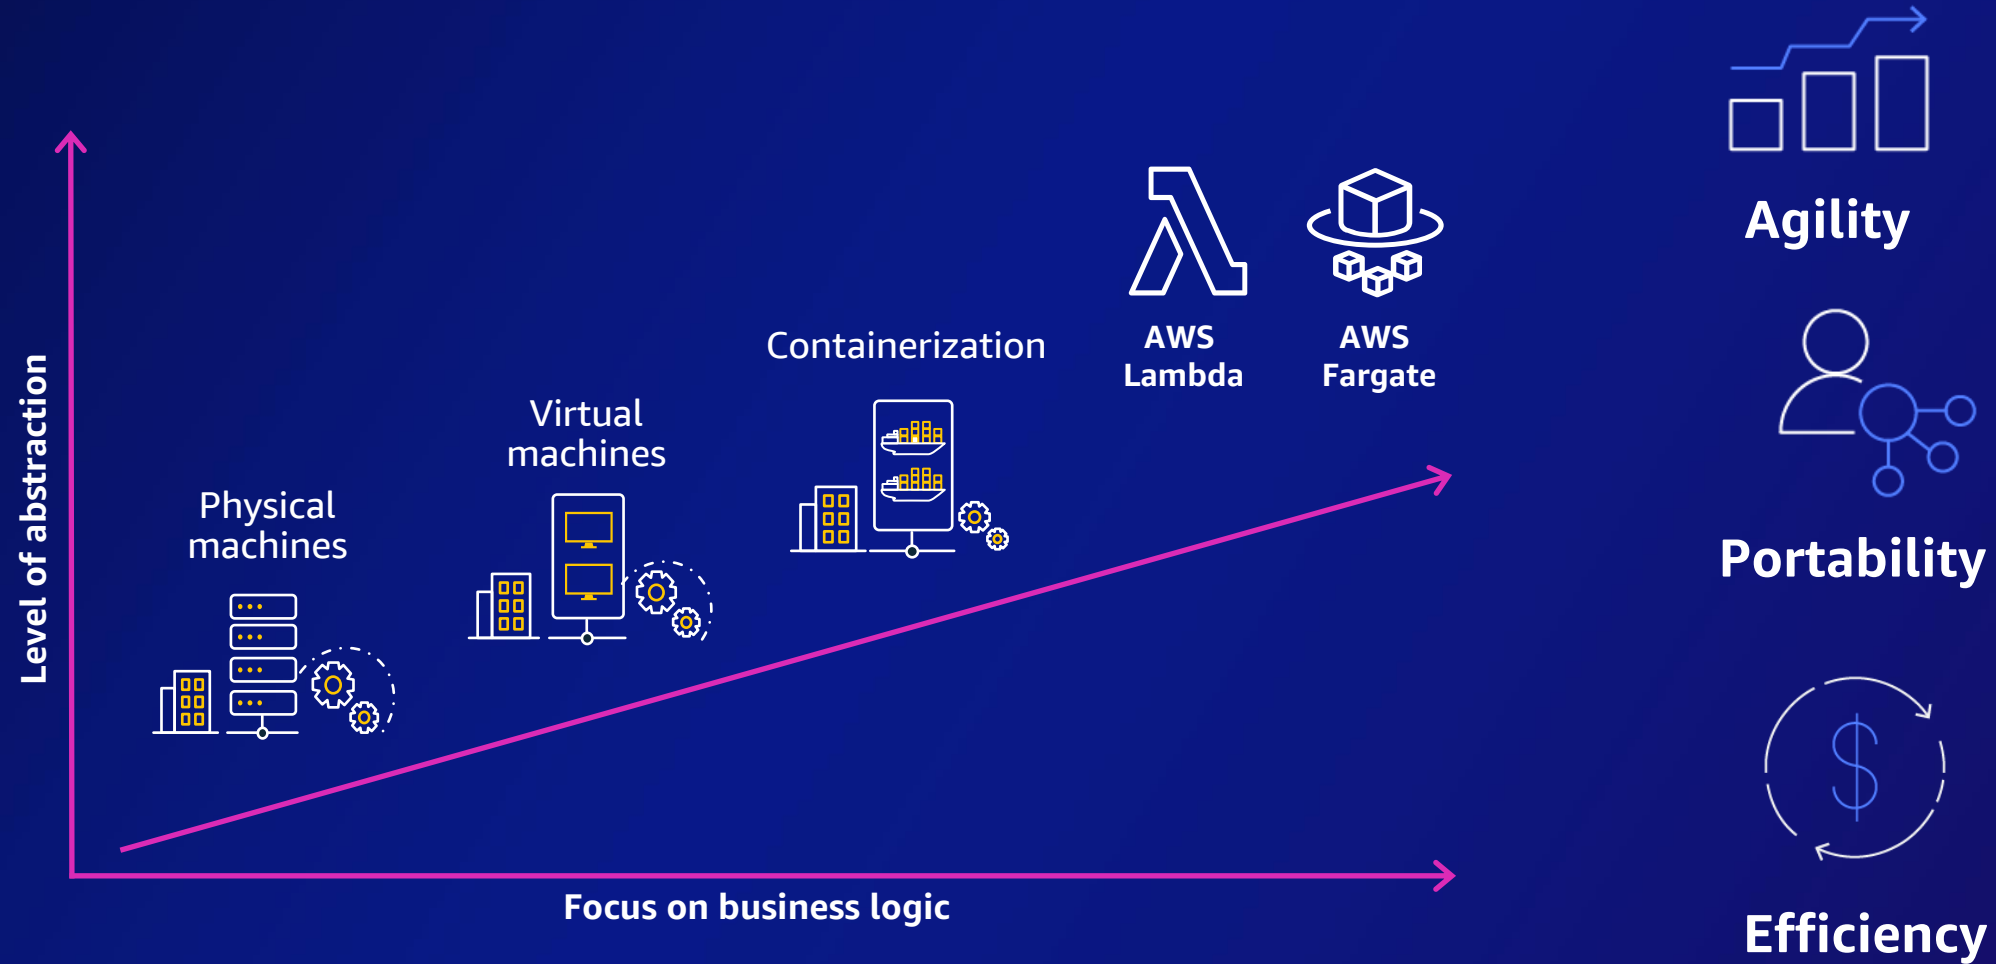 Level of abstraction
Physical
machines
Virtual
machines
Containerization
AWS
Lambda
AWS
Fargate
Focus on business logic
Agility
Portability
Efficiency